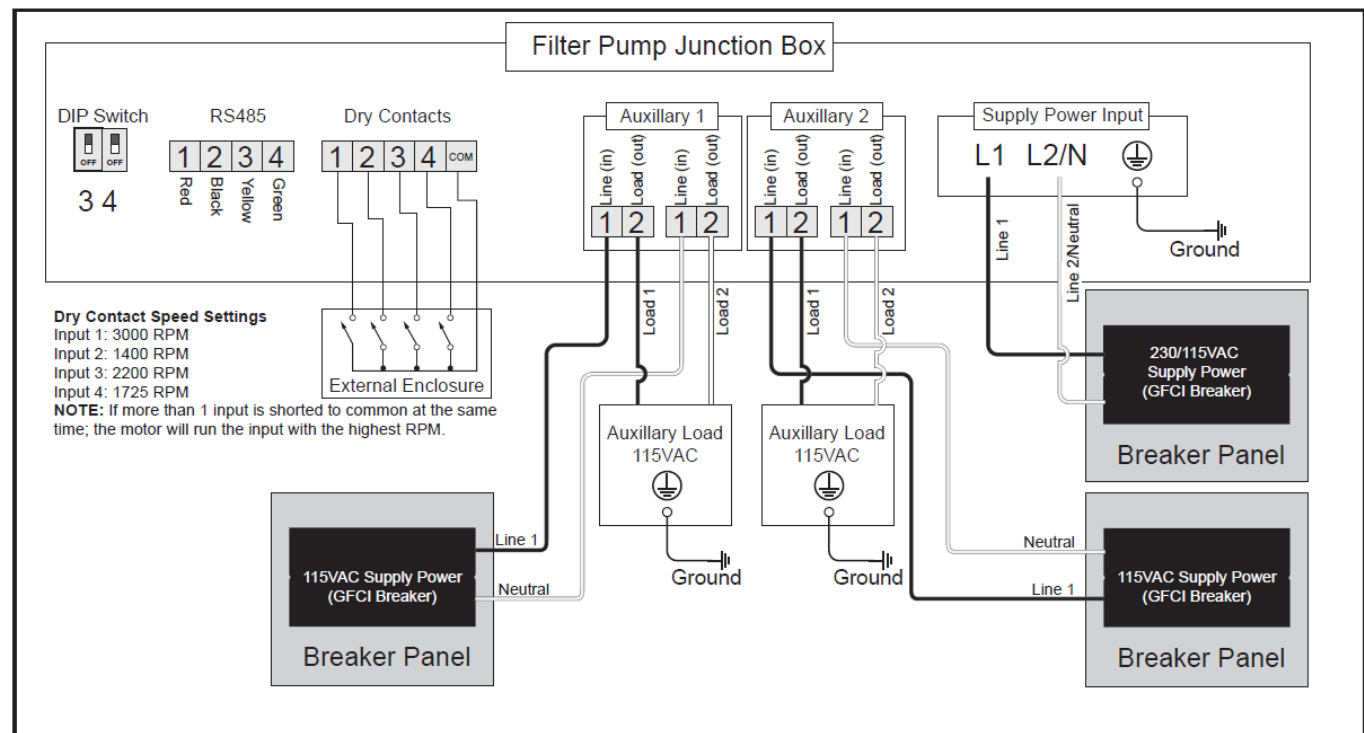 Filter Pump Junction Box
DIP Switch
OFF OFF
3 4
RS485
1 2 3 4
Red
Black
Yellow
Green
Dry Contacts
1 2 3 4 COM
External Enclosure
Auxillary 1
Line (in)
Load (out)
Line (in)
Load (out)
1 2 1 2
Load 1
Load 2
Auxillary 2
Line (in)
Load (out)
Line (in)
Load (out)
1 2 1 2
Load 1
Load 2
Supply Power Input
L1 L2/N
Line 1
Line 2/Neutral
Ground
Dry Contact Speed Settings
Input 1: 3000 RPM
Input 2: 1400 RPM
Input 3: 2200 RPM
Input 4: 1725 RPM
NOTE: If more than 1 input is shorted to common at the same
time; the motor will run the input with the highest RPM.
230/115VAC
Supply Power
(GFCI Breaker)
Breaker Panel
Auxillary Load
115VAC
Ground
Auxillary Load
115VAC
Ground
Line 1
Neutral
115VAC Supply Power
(GFCI Breaker)
Breaker Panel
Neutral
Line 1
115VAC Supply Power
(GFCI Breaker)
Breaker Panel